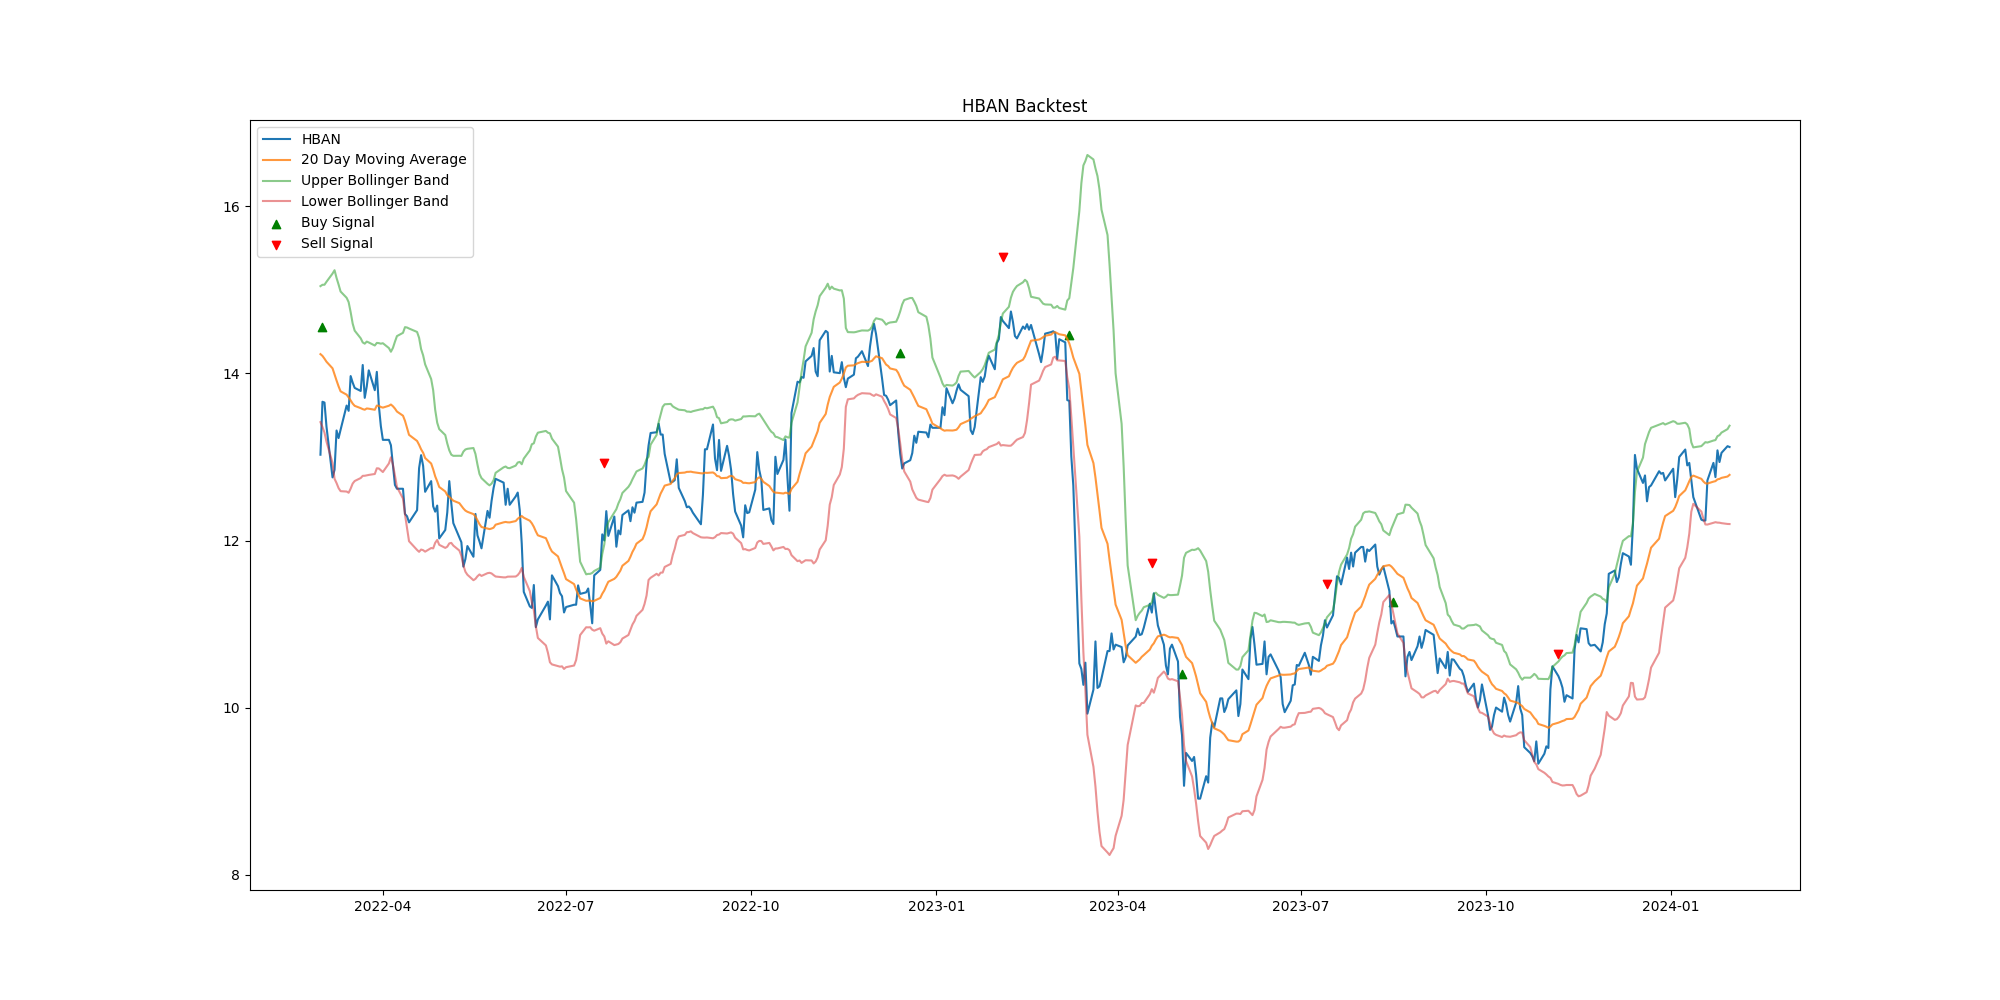 HBAN Backtest
HBAN
20 Day Moving Average
Upper Bollinger Band
Lower Bollinger Band
Buy Signal
Sell Signal
16
14
12
10
8
2022-04
2022-07
2022-10
2023-01
2023-04
2023-07
2023-10
2024-01